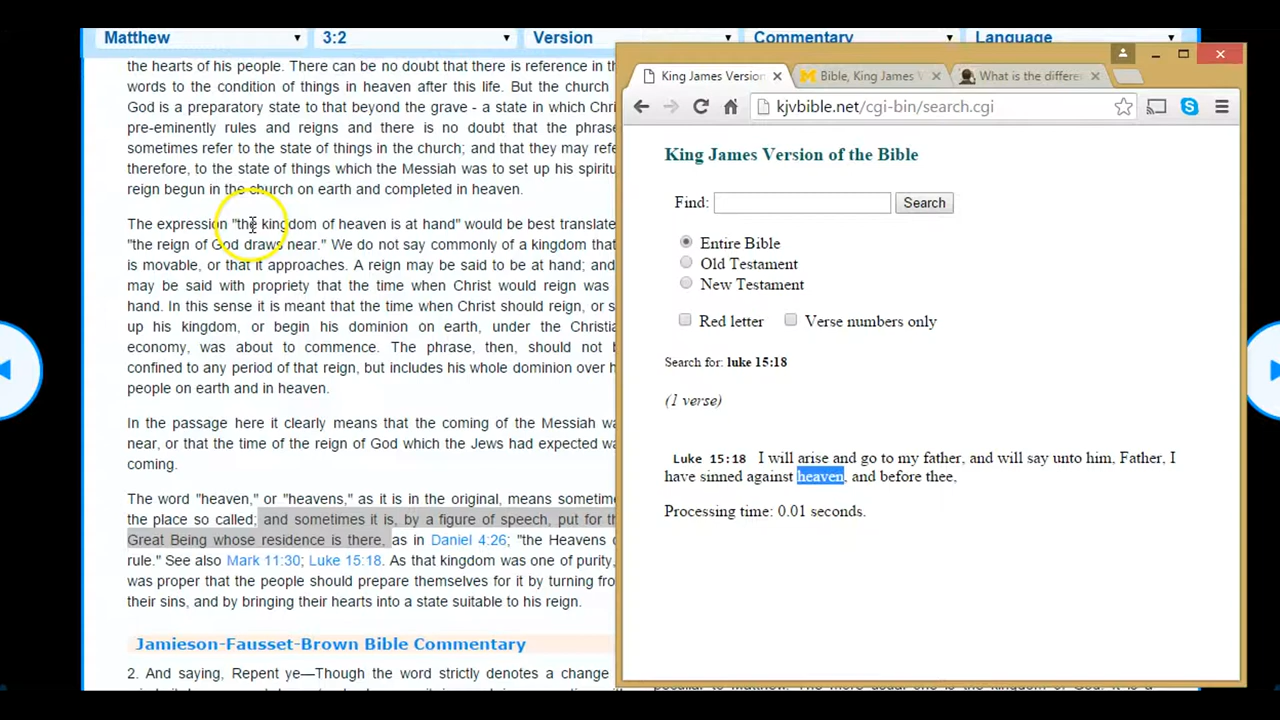 Matthew 3:2 Version Commentary Language
the hearts of his people. There can be no doubt that there is reference in th
words to the condition of things in heaven after this life. But the church
God is a preparatory state to that beyond the grave - a state in which Chri
pre-eminently rules and reigns and there is no doubt that the phras
sometimes refer to the state of things in the church; and that they may refe
therefore, to the state of things which the Messiah was to set up his spiritu
reign begun in the church on earth and completed in heaven.
The expression "the kingdom of heaven is at hand" would be best translate
"the reign of God draws near." We do not say commonly of a kingdom that
is movable, or that it approaches. A reign may be said to be at hand; and
may be said with propriety that the time when Christ would reign was
hand. In this sense it is meant that the time when Christ should reign, or s
up his kingdom, or begin his dominion on earth, under the Christia
economy, was about to commence. The phrase, then, should not b
confined to any period of that reign, but includes his whole dominion over h
people on earth and in heaven.
In the passage here it clearly means that the coming of the Messiah wa
near, or that the time of the reign of God which the Jews had expected wa
coming.
The word "heaven," or "heavens," as it is in the original, means sometim
the place so called; and sometimes it is, by a figure of speech, put for th
Great Being whose residence is there, as in Daniel 4:26; "the Heavens
rule." See also Mark 11:30; Luke 15:18. As that kingdom was one of purity,
was proper that the people should prepare themselves for it by turning fro
their sins, and by bringing their hearts into a state suitable to his reign.
Jamieson-Fausset-Brown Bible Commentary
2. And saying, Repent ye—Though the word strictly denotes a change
King James Versio Bible, King James V What is the differe
kjvbible.net/cgi-bin/search.cgi
King James Version of the Bible
Find: Search
Entire Bible
Old Testament
New Testament
Red letter Verse numbers only
Search for: luke 15:18
(1 verse)
Luke 15:18 I will arise and go to my father, and will say unto him, Father, I
have sinned against heaven, and before thee,
Processing time: 0.01 seconds.